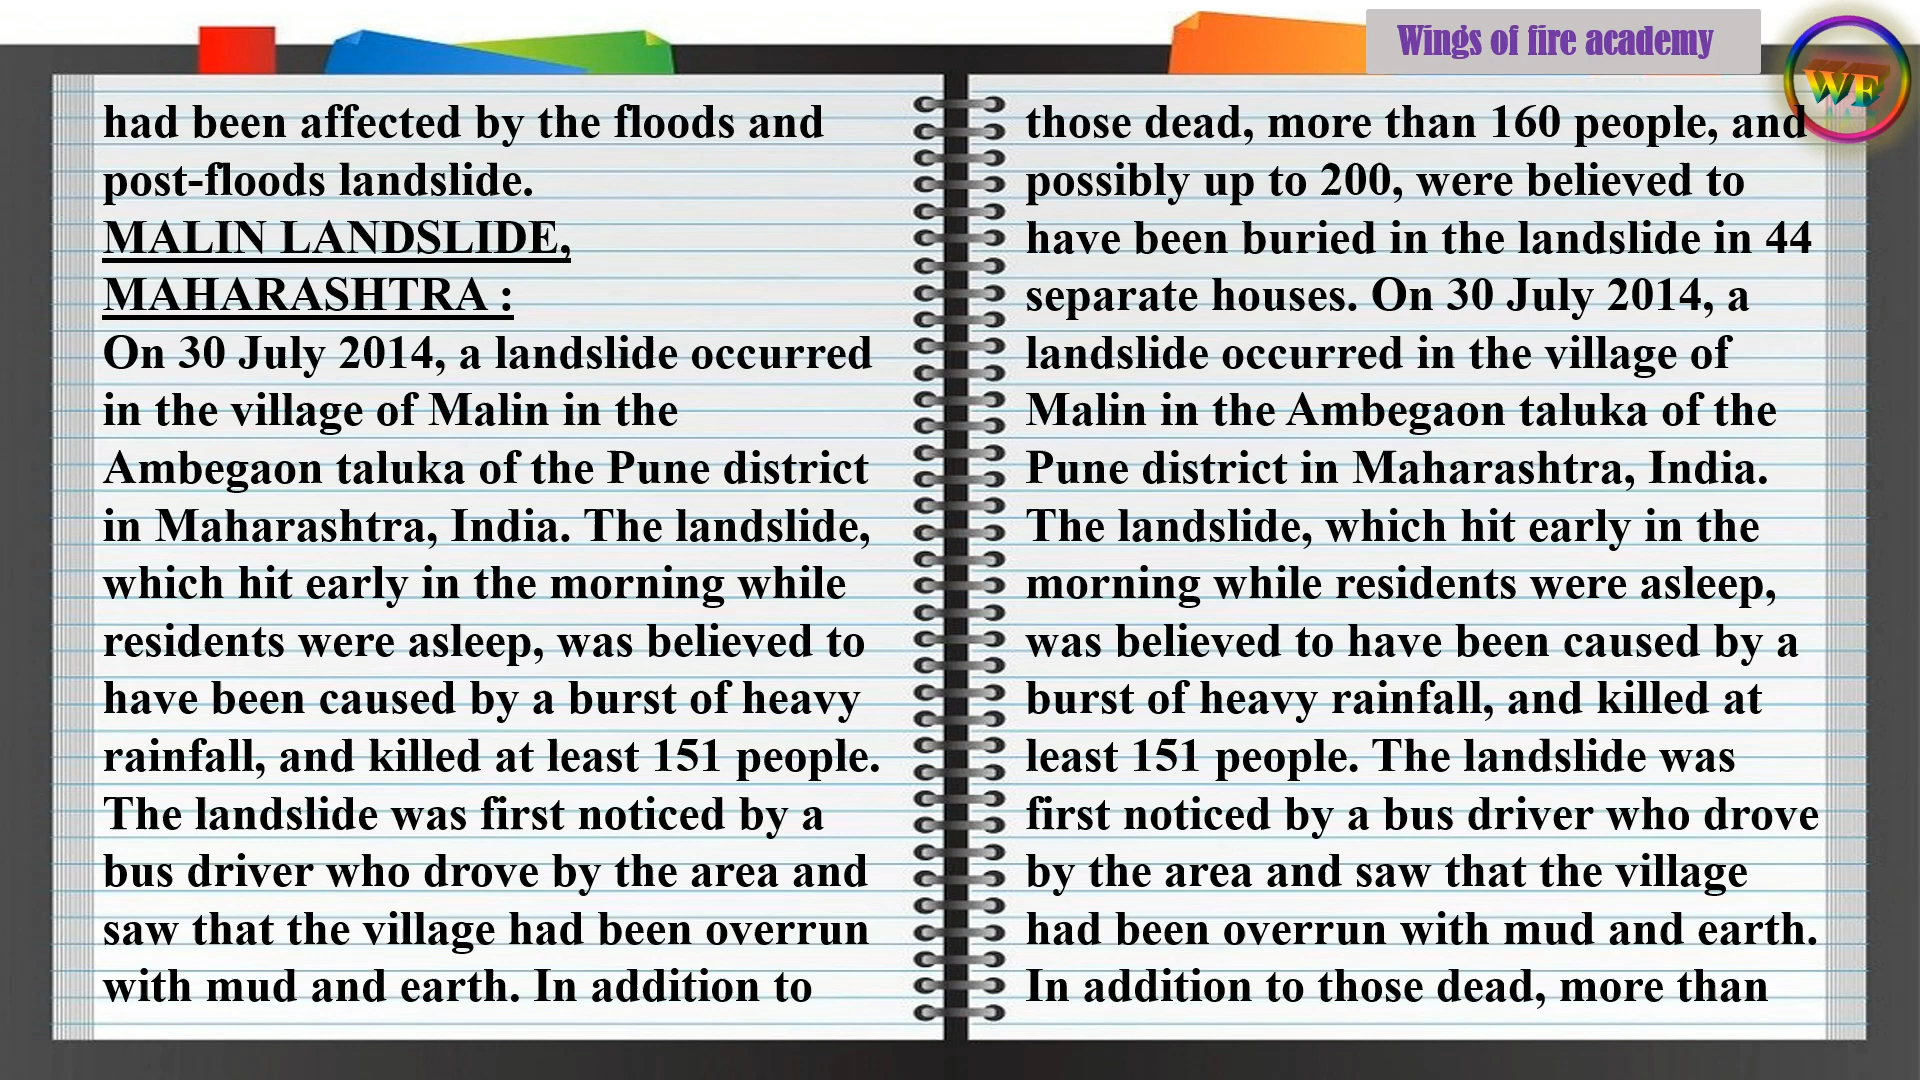 Wings of fire academy
WE
had been affected by the floods and
post-floods landslide.
MALIN LANDSLIDE,
MAHARASHTRA :
On 30 July 2014, a landslide occurred
in the village of Malin in the
Ambegaon taluka of the Pune district
in Maharashtra, India. The landslide,
which hit early in the morning while
residents were asleep, was believed to
have been caused by a burst of heavy
rainfall, and killed at least 151 people.
The landslide was first noticed by a
bus driver who drove by the area and
saw that the village had been overrun
with mud and earth. In addition to
those dead, more than 160 people, and
possibly up to 200, were believed to
have been buried in the landslide in 44
separate houses. On 30 July 2014, a
landslide occurred in the village of
Malin in the Ambegaon taluka of the
Pune district in Maharashtra, India.
The landslide, which hit early in the
morning while residents were asleep,
was believed to have been caused by a
burst of heavy rainfall, and killed at
least 151 people. The landslide was
first noticed by a bus driver who drove
by the area and saw that the village
had been overrun with mud and earth.
In addition to those dead, more than